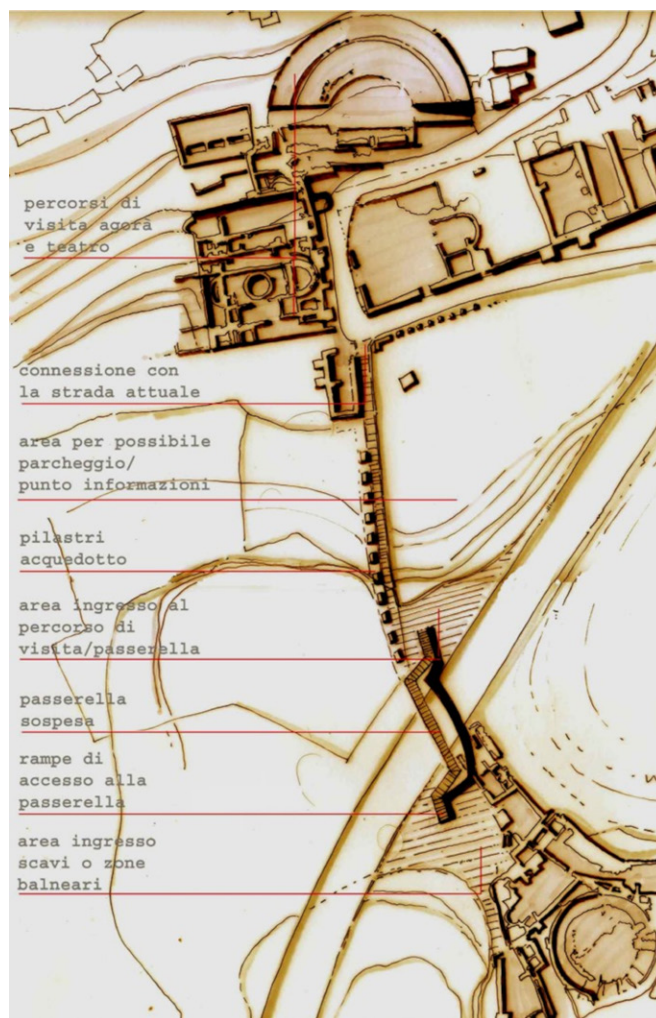 percorsi di
visita agorà
e teatro
connessione con
la strada attuale
area per possibile
parcheggio/
punto informazioni
pilastri
acquedotto
area ingresso al
percorso di
visita/passerella
passerella
sospesa
rampe di
accesso alla
passerella
area ingresso
scavi o zone
balneari